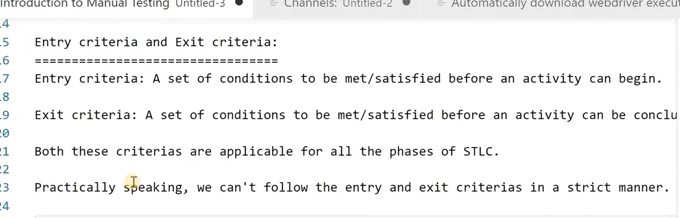 Introduction to Manual Testing Untitled-3 ● Channels: Untitled-2 ● Automatically download webdriver execu
14
15 Entry criteria and Exit criteria:
16 =================================
17 Entry criteria: A set of conditions to be met/satisfied before an activity can begin.
18
19 Exit criteria: A set of conditions to be met/satisfied before an activity can be conclu
20
21 Both these criterias are applicable for all the phases of STLC.
22
23 Practically speaking, we can't follow the entry and exit criterias in a strict manner.
24